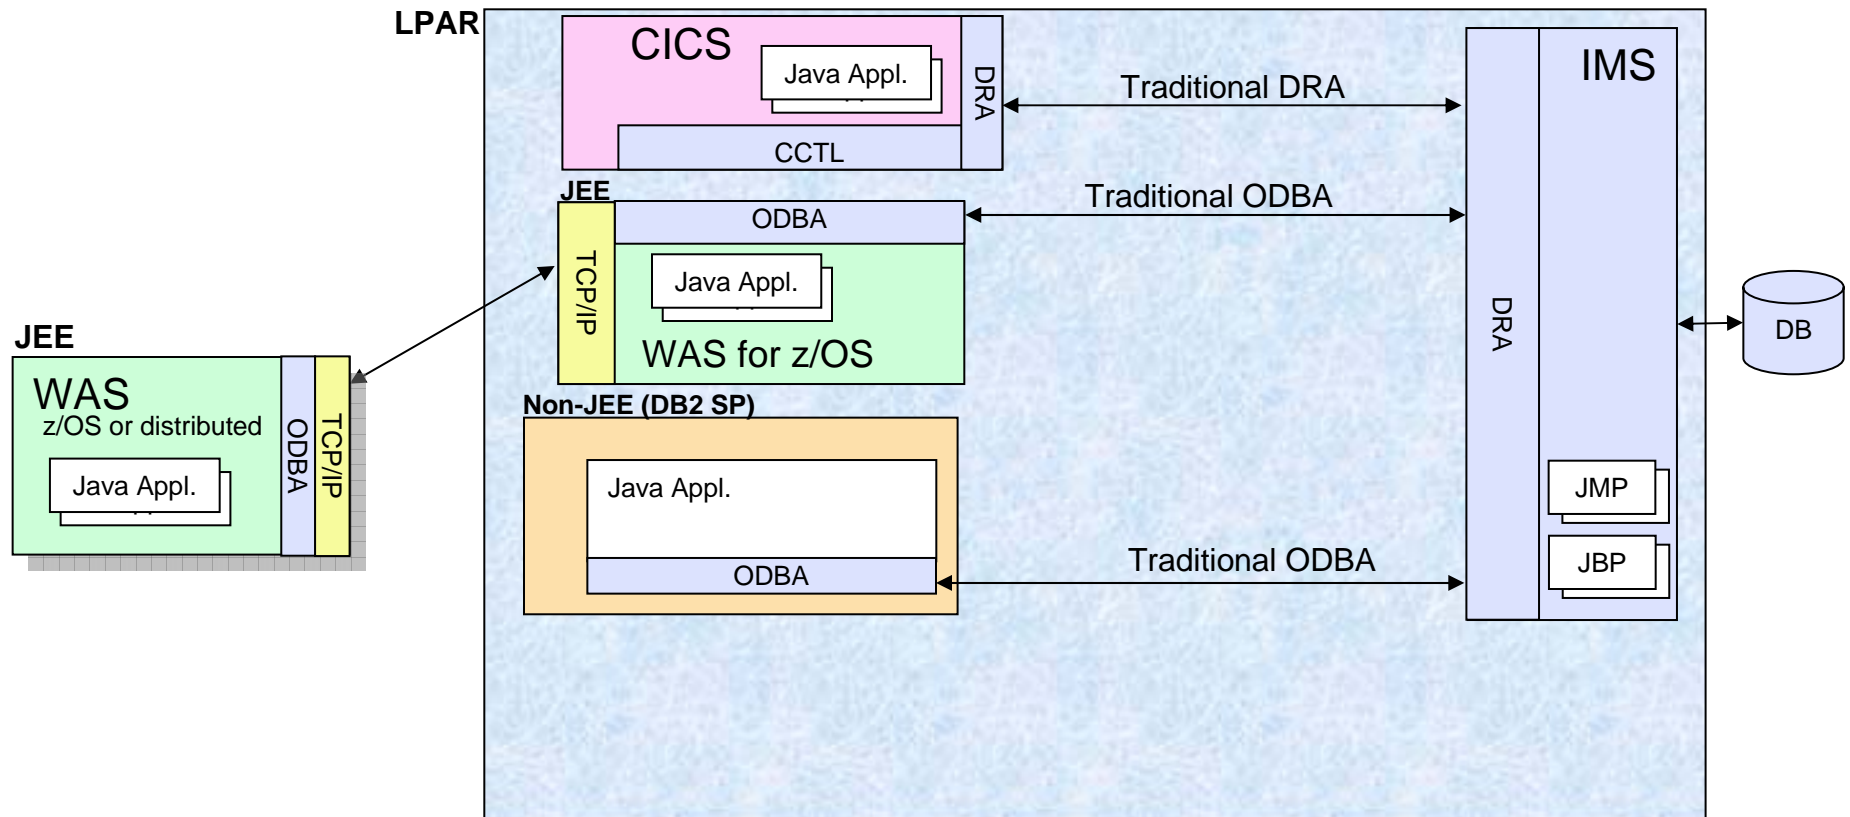 LPAR
CICS
Java Appl.
DRA
CCTL
Traditional DRA
IMS
JEE
ODBA
TCP/IP
Java Appl.
WAS for z/OS
Traditional ODBA
DRA
DB
JEE
WAS
z/OS or distributed
Java Appl.
ODBA
TCP/IP
Non-JEE (DB2 SP)
Java Appl.
ODBA
Traditional ODBA
JMP
JBP